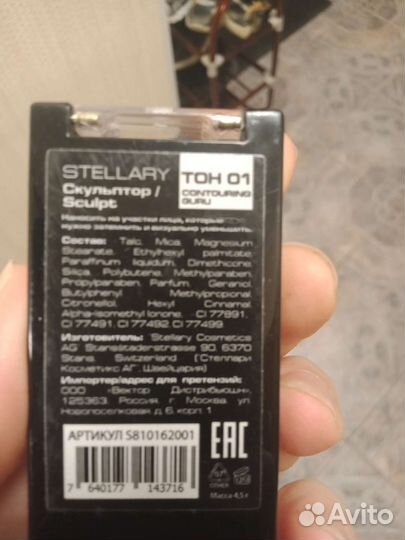 STELLARY
Скульптор /
Sculpt
ТОН 01
CONTOURING
GURU
Наносить на участки лица, которые
нужно затемнить и визуально уменьшить.
Состав: Talc, Mica, Magnesium
Stearate, Ethylhexyl palmitate,
Paraffinum liquidum, Dimethicone,
Silica, Polybutene, Methylparaben,
Propylparaben, Parfum, Geraniol,
Butylphenyl Methylpropional,
Citronellol, Hexyl Cinnamal,
Alpha-isomethyl Ionone, CI 77891,
CI 77491, CI 77492, CI 77499.
Изготовитель: Stellary Cosmetics
AG Stansstaderstrasse 90, 6370
Stans, Switzerland (Стеллари
Косметикс АГ, Швейцария)
Импортер/адрес для претензий:
ООО «Вектор Дистрибьюшн»,
125363, Россия, г. Москва, ул.
Новопоселковая д. 6 корп. 1
АРТИКУЛ S810162001
7 640177 143716
EAC
OTHER
12M
Масса 4,5 г
Avito